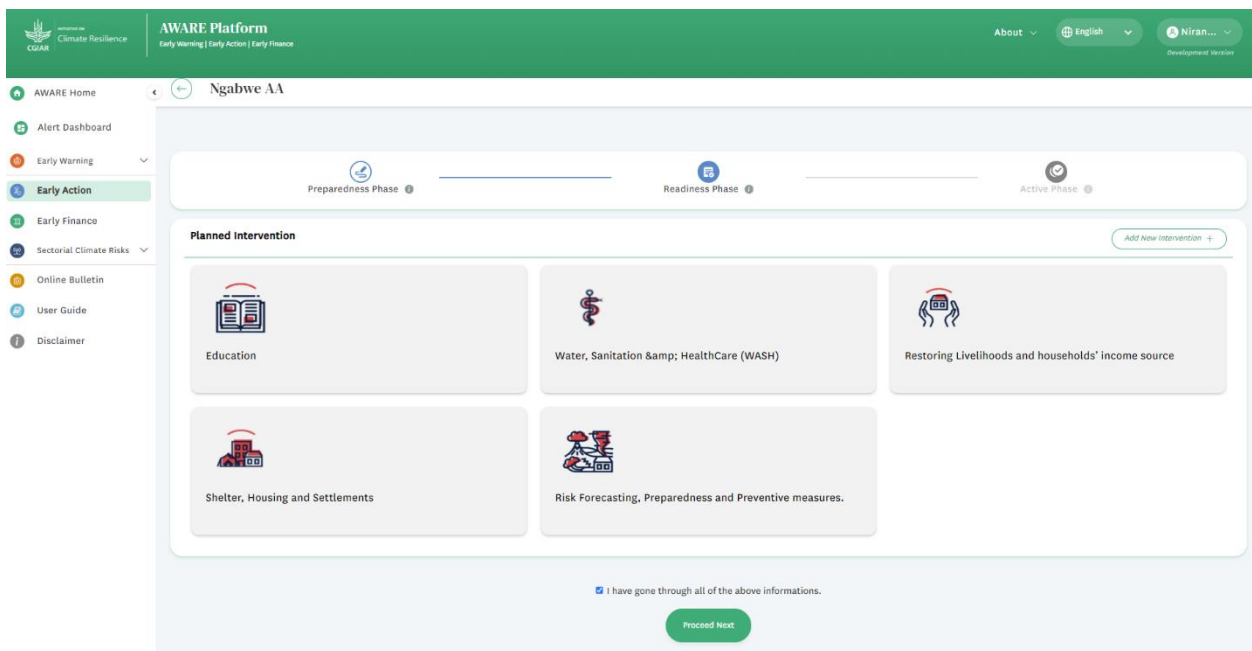 INITIATIVE ON
Climate Resilience
CGIAR
AWARE Platform
Early Warning | Early Action | Early Finance
About
English
Niran...
Development Version
AWARE Home
Alert Dashboard
Early Warning
Early Action
Early Finance
Sectorial Climate Risks
Online Bulletin
User Guide
Disclaimer
Ngabwe AA
Preparedness Phase
Readiness Phase
Active Phase
Planned Intervention
Add New Intervention +
Education
Water, Sanitation &amp; HealthCare (WASH)
Restoring Livelihoods and households' income source
Shelter, Housing and Settlements
Risk Forecasting, Preparedness and Preventive measures.
I have gone through all of the above informations.
Proceed Next